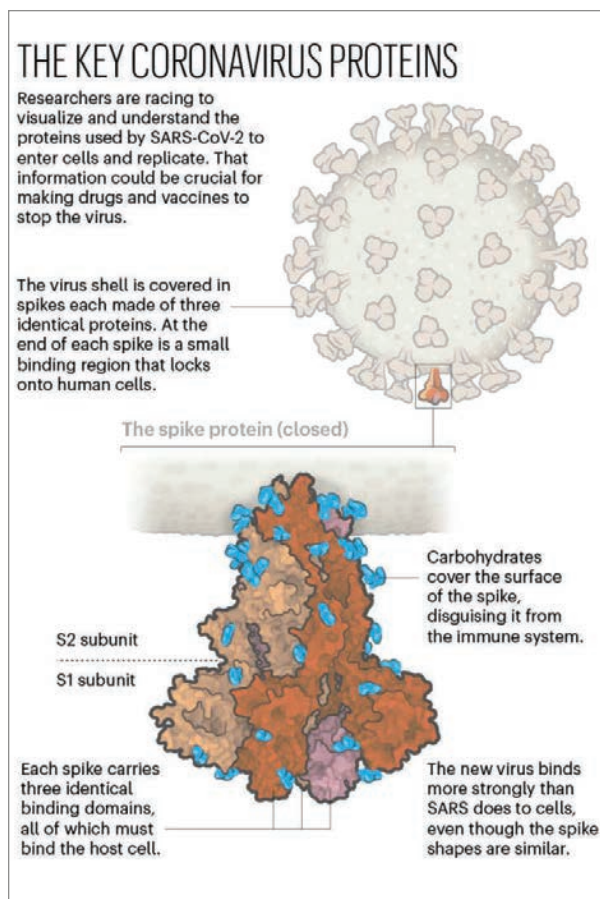 THE KEY CORONAVIRUS PROTEINS
Researchers are racing to
visualize and understand the
proteins used by SARS-CoV-2 to
enter cells and replicate. That
information could be crucial for
making drugs and vaccines to
stop the virus.
The virus shell is covered in
spikes each made of three
identical proteins. At the
end of each spike is a small
binding region that locks
onto human cells.
The spike protein (closed)
Carbohydrates
cover the surface
of the spike,
disguising it from
the immune system.
S2 subunit
S1 subunit
Each spike carries
three identical
binding domains,
all of which must
bind the host cell.
The new virus binds
more strongly than
SARS does to cells,
even though the spike
shapes are similar.